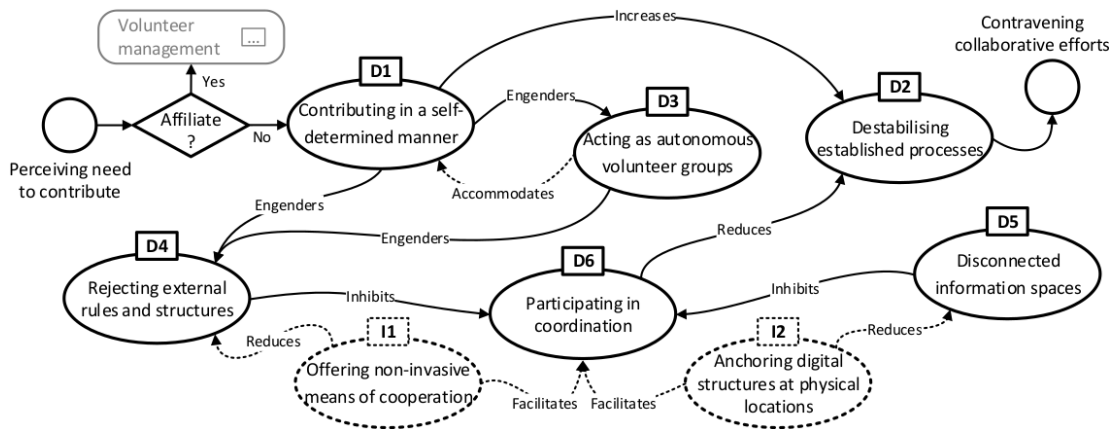 Volunteer
management
...
Increases
Contravening
collaborative efforts
D1
Yes
D3
D2
Affiliate
?
No
Contributing in a self-
determined manner
Engenders
Acting as autonomous
volunteer groups
Destabilising
established processes
Perceiving need
to contribute
Accommodates
Engenders
Engenders
Reduces
D4
D6
D5
Rejecting external
rules and structures
Inhibits
Participating in
coordination
Inhibits
Disconnected
information spaces
Reduces
I1
I2
Reduces
Offering non-invasive
means of cooperation
Facilitates
Facilitates
Anchoring digital
structures at physical
locations